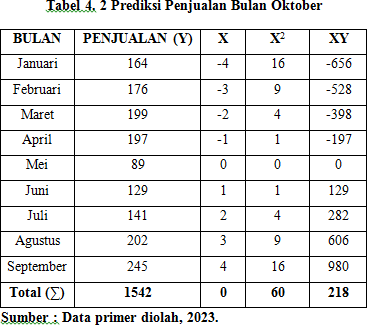 Tabel 4. 2 Prediksi Penjualan Bulan Oktober
BULAN PENJUALAN (Y) X X² XY
Januari 164 -4 16 -656
Februari 176 -3 9 -528
Maret 199 -2 4 -398
April 197 -1 1 -197
Mei 89 0 0 0
Juni 129 1 1 129
Juli 141 2 4 282
Agustus 202 3 9 606
September 245 4 16 980
Total (∑) 1542 0 60 218
Sumber : Data primer diolah, 2023.